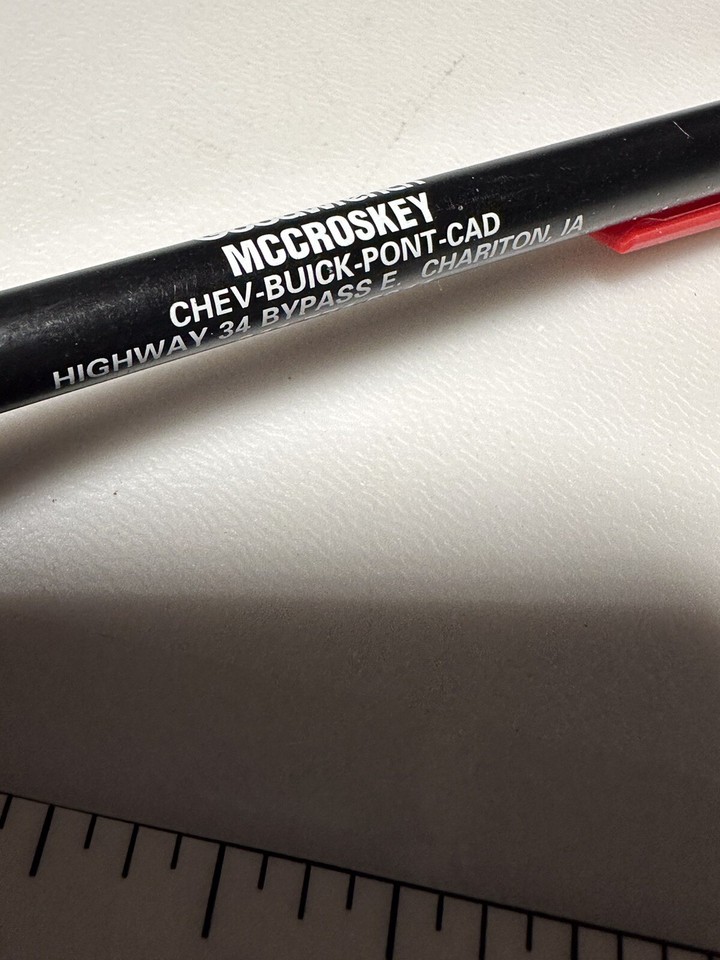 MCCROSKEY
CHEV-BUICK-PONT-CAD
HIGHWAY 34 BYPASS E. CHARITON, IA